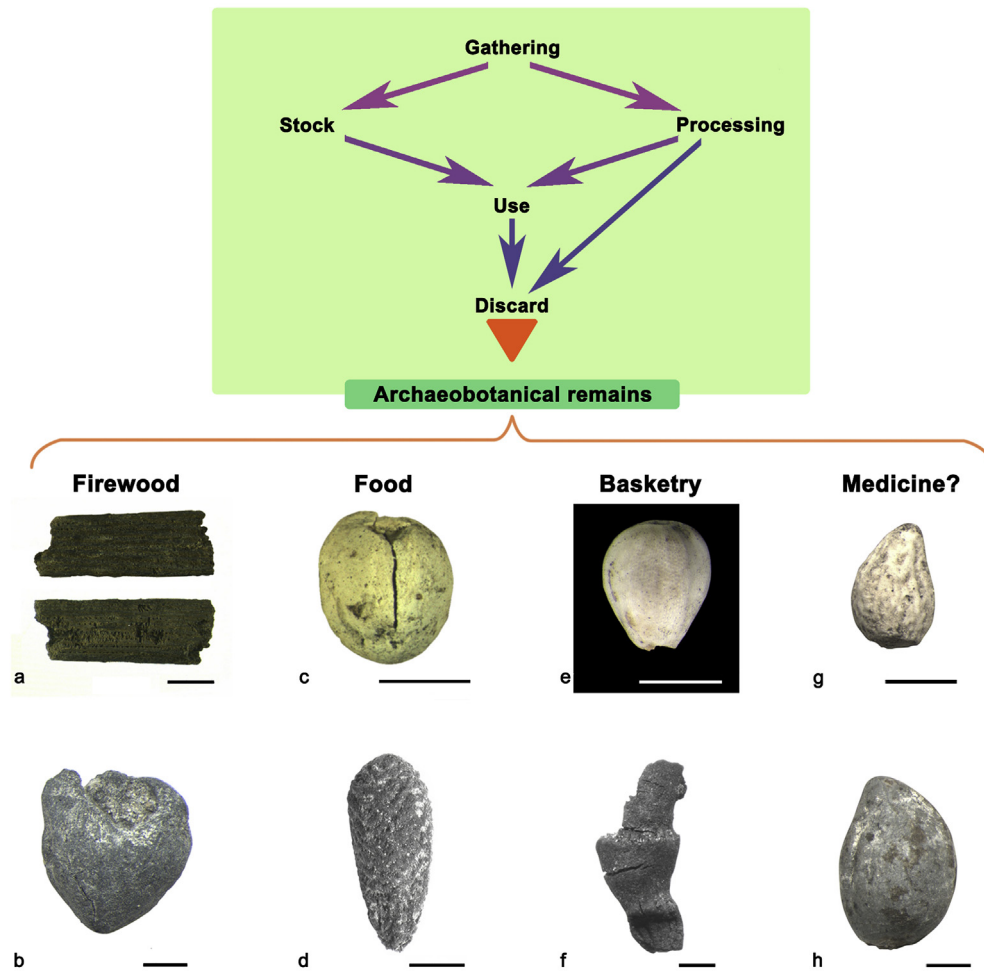 Gathering
Stock
Processing
Use
Discard
Archaeobotanical remains
Firewood
Food
Basketry
Medicine?
a
c
e
g
b
d
f
h